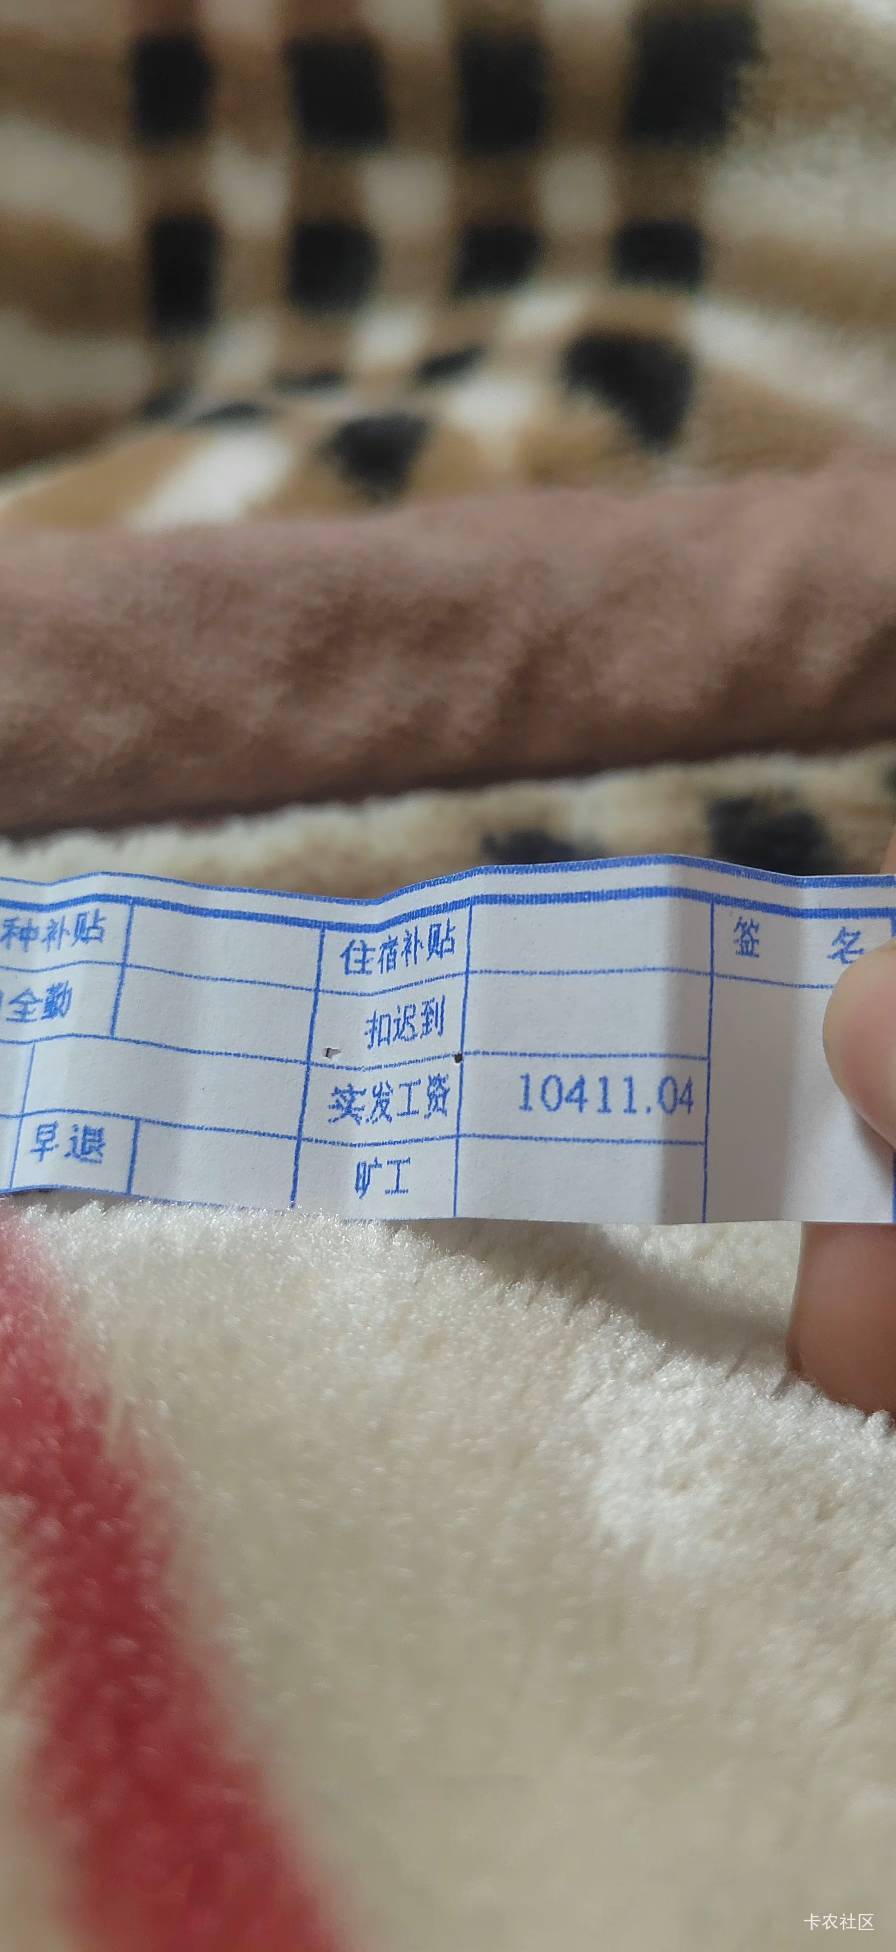 种补贴 住宿补贴 签 名
全勤 扣迟到
实发工资 10411.04
早退 旷工
卡农社区